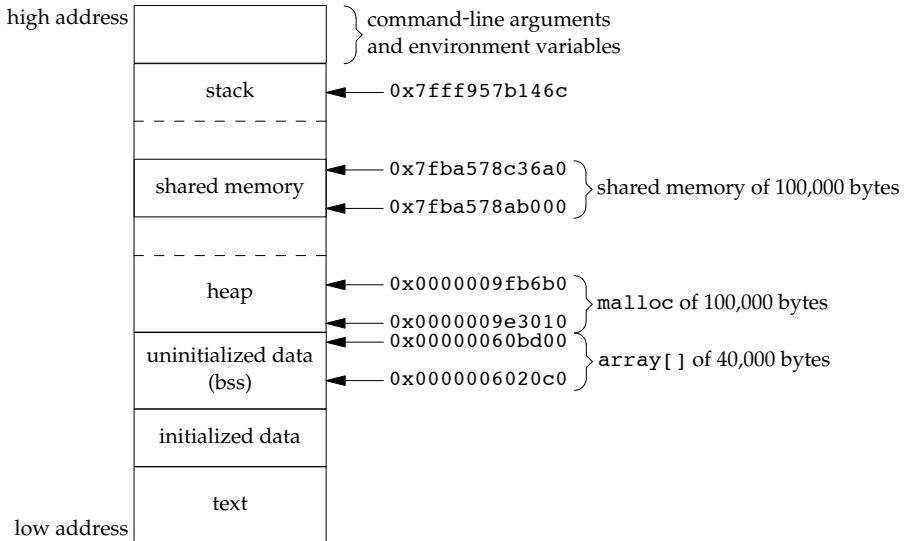 high address
command-line arguments
and environment variables
stack
0x7fff957b146c
shared memory
0x7fba578c36a0
0x7fba578ab000
shared memory of 100,000 bytes
heap
0x0000009fb6b0
0x0000009e3010
malloc of 100,000 bytes
uninitialized data
(bss)
0x00000060bd00
0x0000006020c0
array[] of 40,000 bytes
initialized data
text
low address